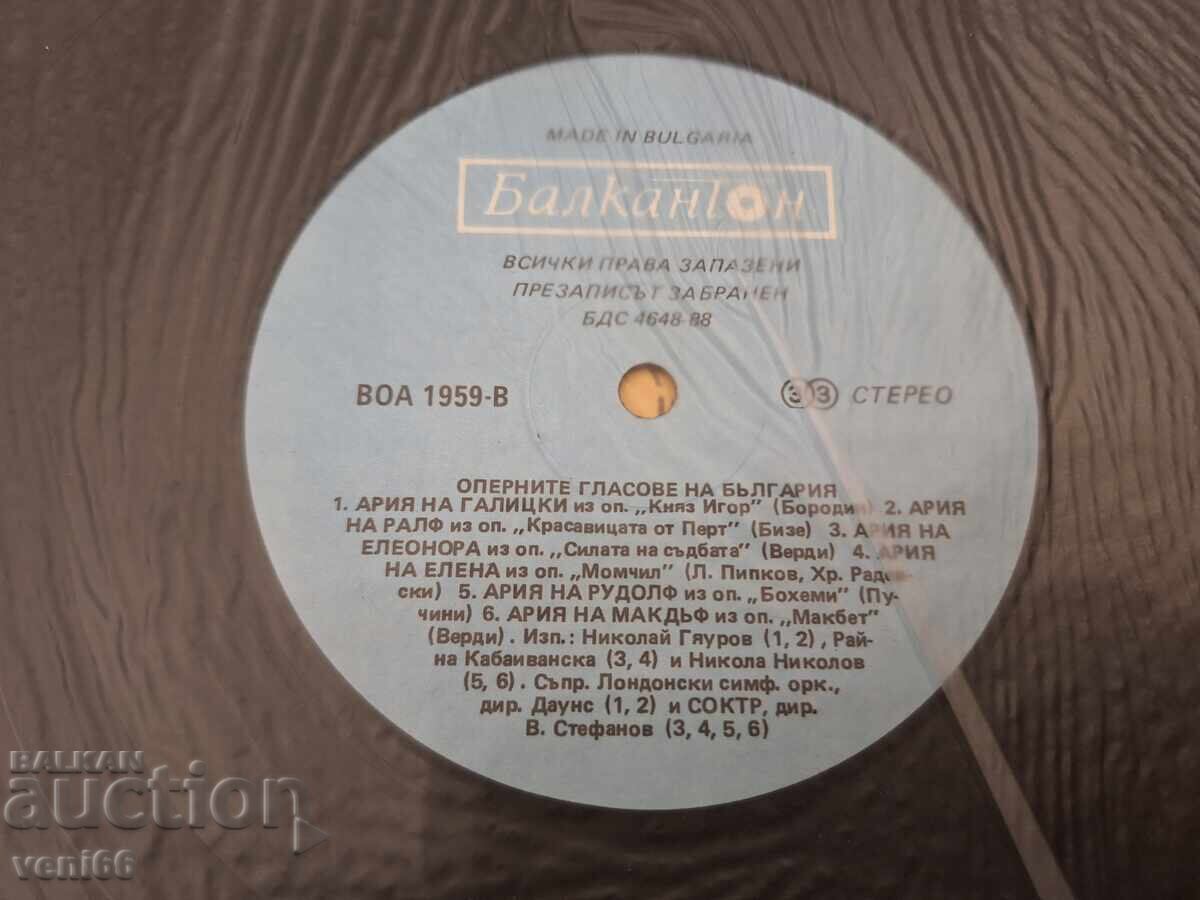 MADE IN BULGARIA
Балкантон
ВСИЧКИ ПРАВА ЗАПАЗЕНИ
ПРЕЗАПИСЪТ ЗАБРАНЕН
БДС 4648-88
ВОА 1959-В
33 СТЕРЕО
ОПЕРНИТЕ ГЛАСОВЕ НА БЪЛГАРИЯ
1. АРИЯ НА ГАЛИЦКИ из оп. „Княз Игор" (Бородин) 2. АРИЯ
НА РАЛФ из оп. „Красавицата от Перт" (Бизе) 3. АРИЯ НА
ЕЛЕОНОРА из оп. „Силата на съдбата" (Верди) 4. АРИЯ
НА ЕЛЕНА из оп. „Момчил" (Л. Пипков, Хр. Радев-
ски) 5. АРИЯ НА РУДОЛФ из оп. „Бохеми" (Пу-
чини) 6. АРИЯ НА МАКДЪФ из оп. „Макбет"
(Верди). Изп.: Николай Гяуров (1, 2), Рай-
на Кабаиванска (3, 4) и Никола Николов
(5, 6). Съпр. Лондонски симф. орк.,
дир. Даунс (1, 2) и СОКТР, дир.
В. Стефанов (3, 4, 5, 6)
BALKAN
auction
veni66